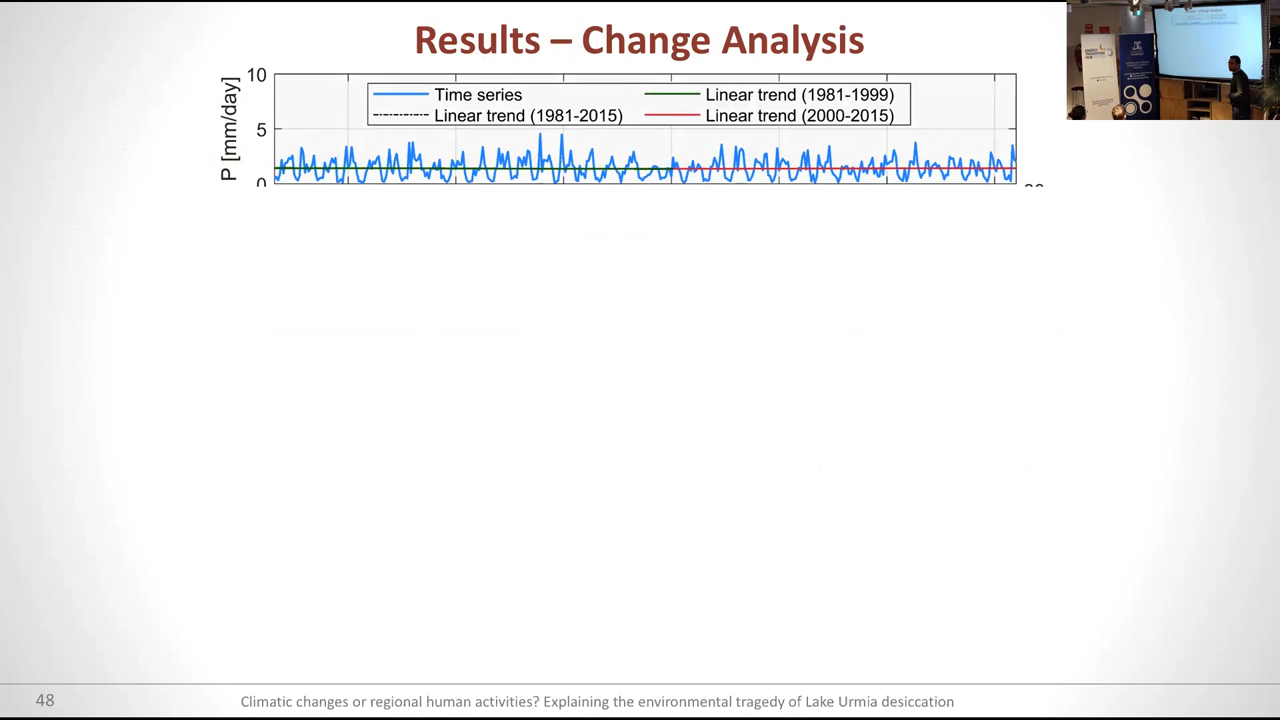 Results – Change Analysis
P [mm/day]
10
5
0
Time series
Linear trend (1981-2015)
Linear trend (1981-1999)
Linear trend (2000-2015)
48
Climatic changes or regional human activities? Explaining the environmental tragedy of Lake Urmia desiccation